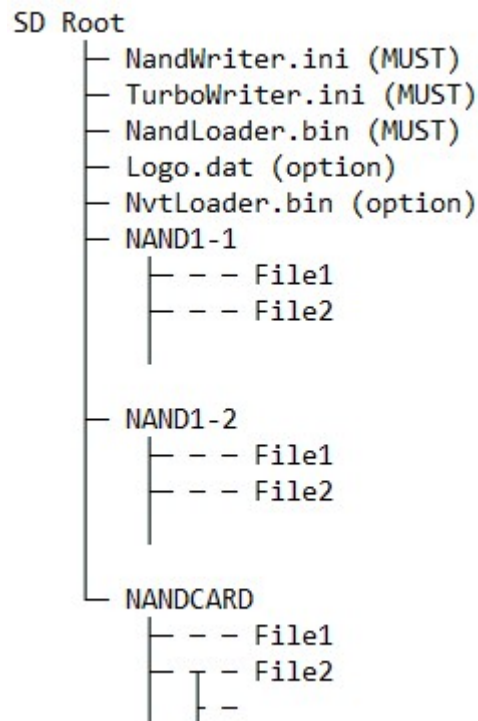 SD Root
NandWriter.ini (MUST)
TurboWriter.ini (MUST)
NandLoader.bin (MUST)
Logo.dat (option)
NvtLoader.bin (option)
NAND1-1
File1
File2
NAND1-2
File1
File2
NANDCARD
File1
File2